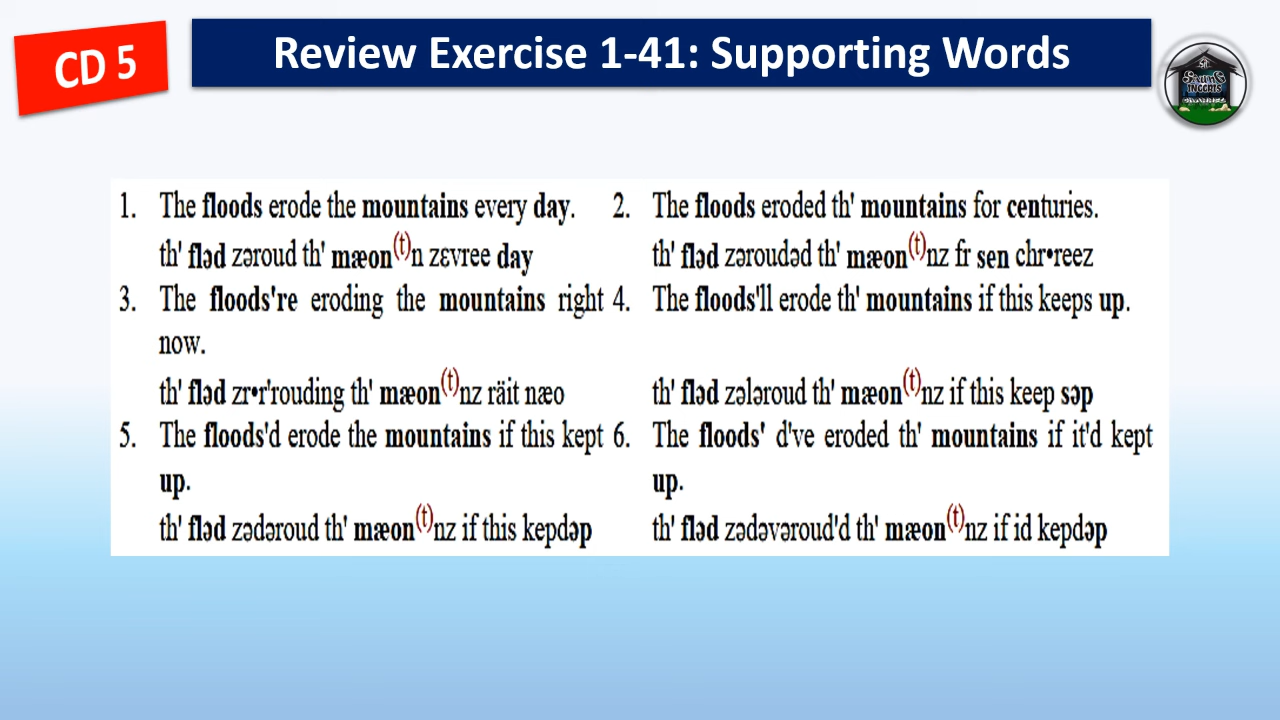 CD 5
Review Exercise 1-41: Supporting Words
SAUNG
INGGRIS
1. The floods erode the mountains every day.
th' fləd zəroud th' mæon(t)n zɛvree day
2. The floods eroded th' mountains for centuries.
th' fləd zəroudəd th' mæon(t)nz fr sen chr•reez
3. The floods're eroding the mountains right
now.
th' fləd zr•r'rouding th' mæon(t)nz räit næo
4. The floods'll erode th' mountains if this keeps up.
th' fləd zələroud th' mæon(t)nz if this keep səp
5. The floods'd erode the mountains if this kept
up.
th' fləd zədəroud th' mæon(t)nz if this kepdəp
6. The floods' d've eroded th' mountains if it'd kept
up.
th' fləd zədəvəroud'd th' mæon(t)nz if id kepdəp